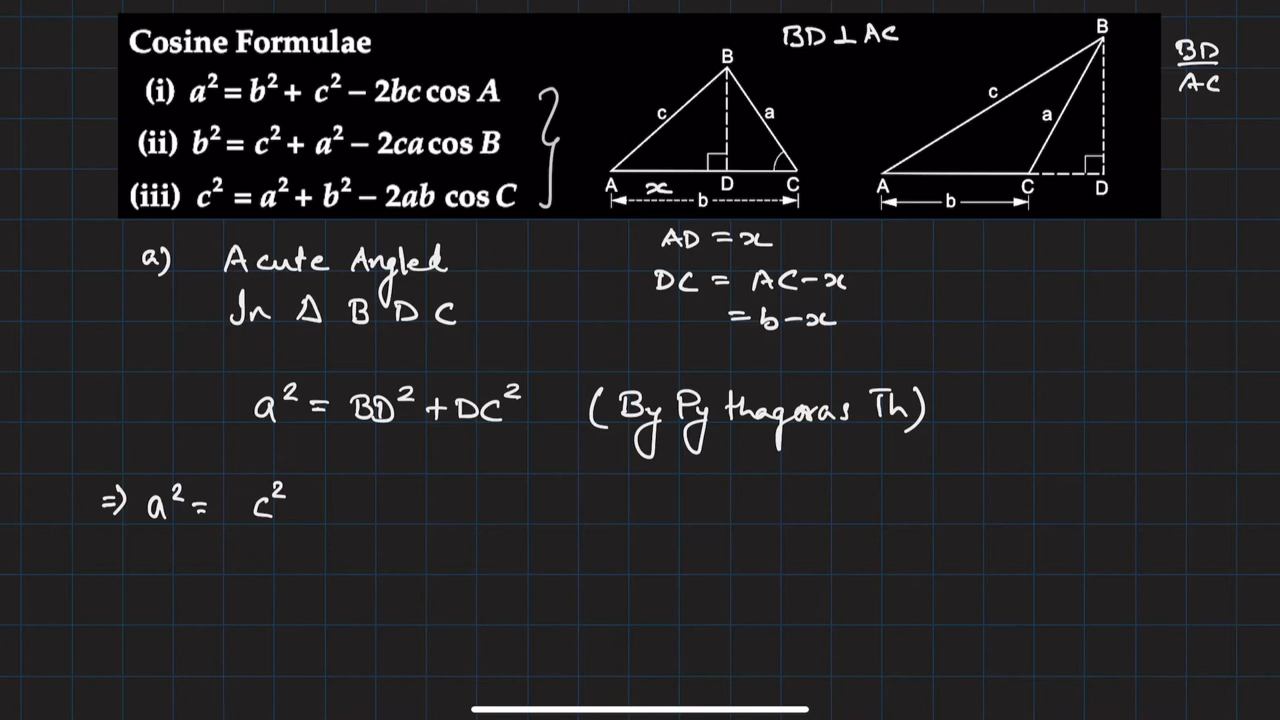 Cosine Formulae
(i) a² = b² + c² − 2bc cos A
(ii) b² = c² + a² − 2ca cos B
(iii) c² = a² + b² − 2ab cos C
BD ⊥ AC
B
c
a
A
x
D
C
b
B
c
a
A
C
D
b
BD
AC
a) Acute Angled
In Δ BDC
AD = x
DC = AC-x
= b-x
a² = BD² + DC² (By Pythagoras Th)
⇒ a² = c²